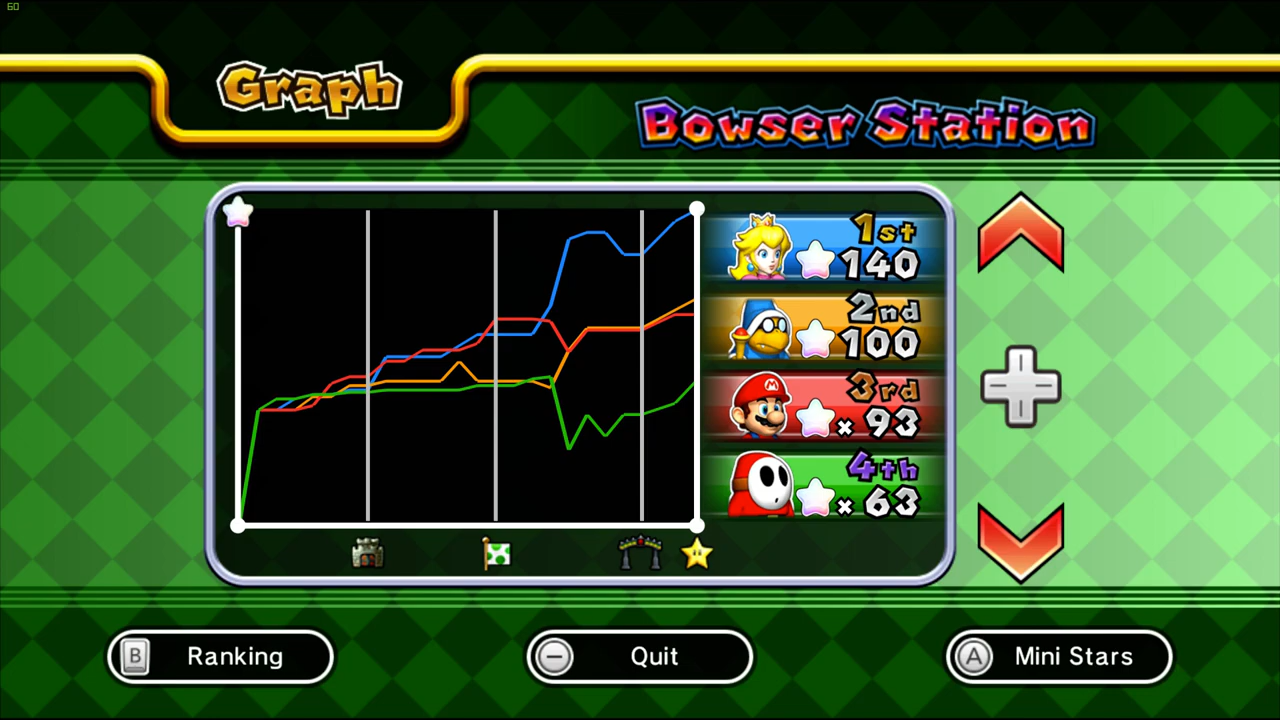 60
Graph
Bowser Station
1st
140
2nd
100
3rd
× 93
4th
× 63
B Ranking
− Quit
A Mini Stars